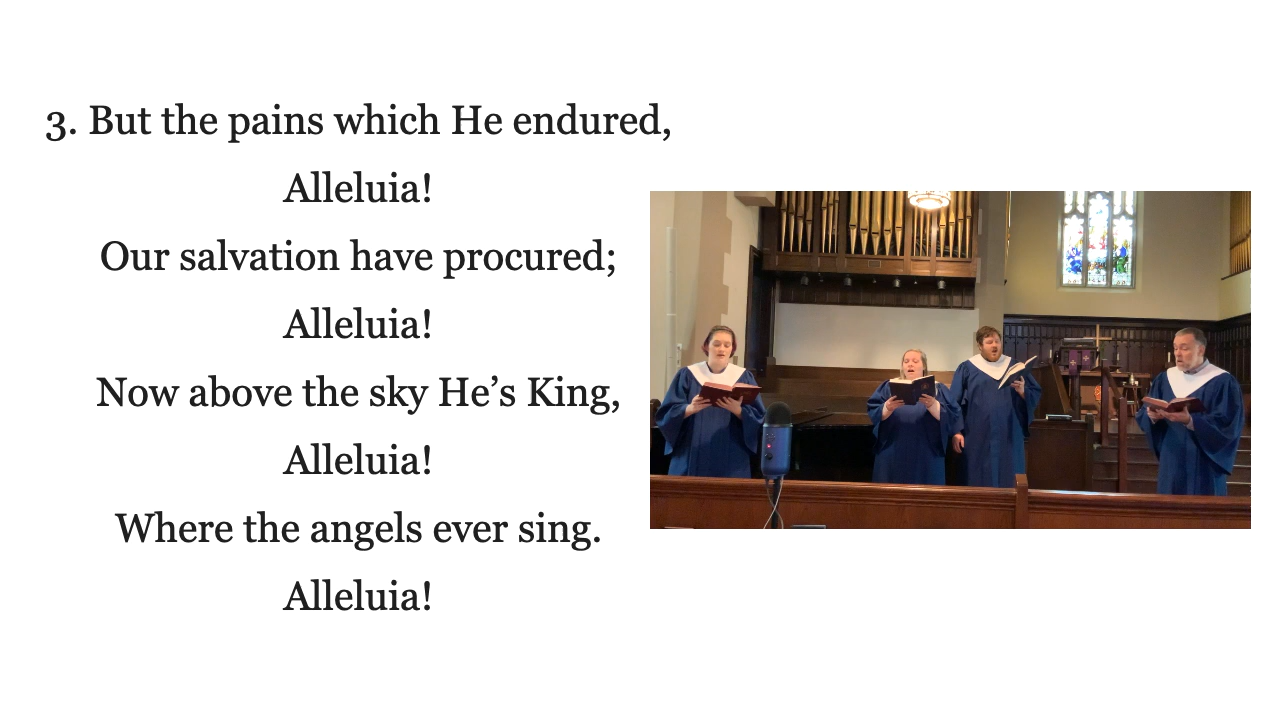 3. But the pains which He endured,
Alleluia!
Our salvation have procured;
Alleluia!
Now above the sky He’s King,
Alleluia!
Where the angels ever sing.
Alleluia!